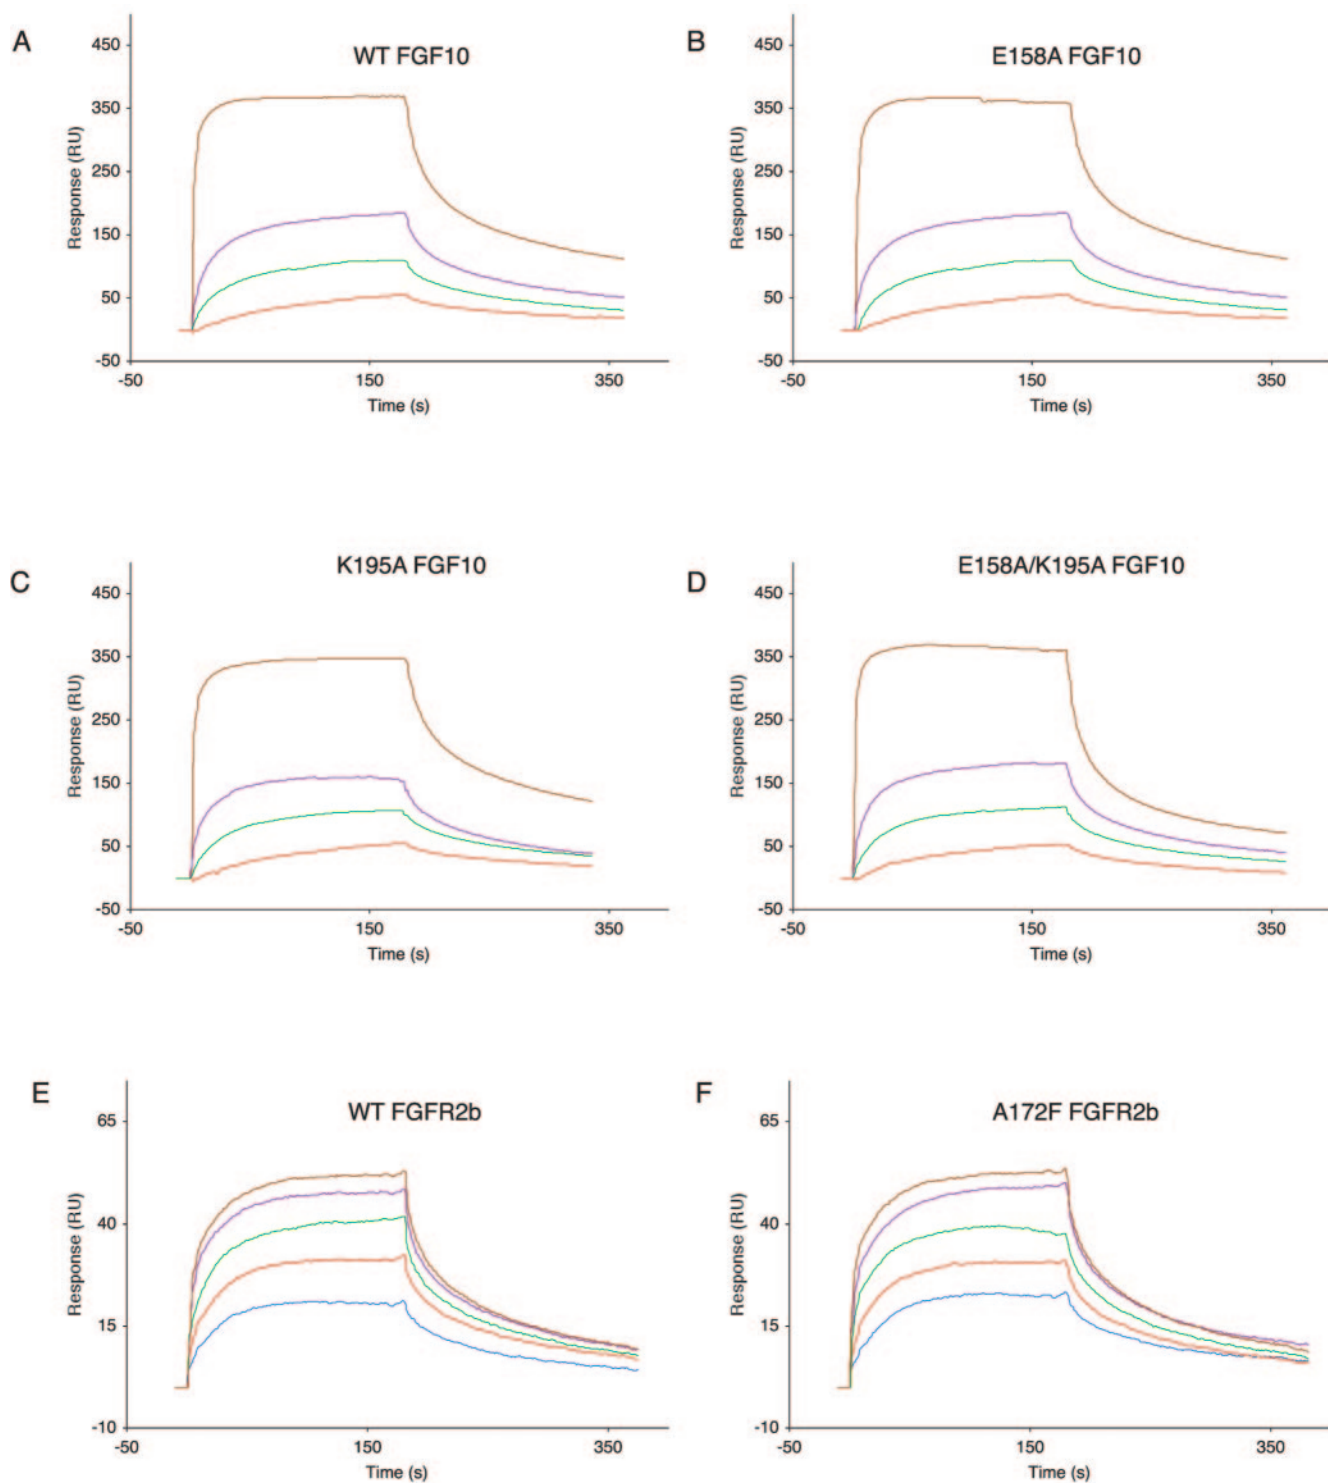 A
WT FGF10
450
350
250
150
50
-50
Response (RU)
-50
150
350
Time (s)
B
E158A FGF10
450
350
250
150
50
-50
Response (RU)
-50
150
350
Time (s)
C
K195A FGF10
450
350
250
150
50
-50
Response (RU)
-50
150
350
Time (s)
D
E158A/K195A FGF10
450
350
250
150
50
-50
Response (RU)
-50
150
350
Time (s)
E
WT FGFR2b
65
40
15
-10
Response (RU)
-50
150
350
Time (s)
F
A172F FGFR2b
65
40
15
-10
Response (RU)
-50
150
350
Time (s)